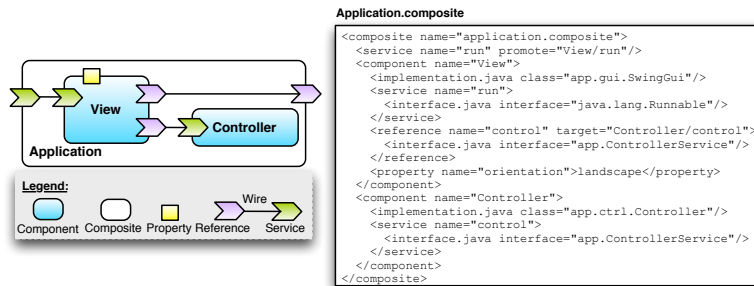 Application.composite
<composite name="application.composite">
<service name="run" promote="View/run"/>
<component name="View">
<implementation.java class="app.gui.SwingGui"/>
<service name="run">
<interface.java interface="java.lang.Runnable"/>
</service>
<reference name="control" target="Controller/control">
<interface.java interface="app.ControllerService"/>
</reference>
<property name="orientation">landscape</property>
</component>
<component name="Controller">
<implementation.java class="app.ctrl.Controller"/>
<service name="control">
<interface.java interface="app.ControllerService"/>
</service>
</component>
</composite>
View
Controller
Application
Legend:
Wire
Component Composite Property Reference Service